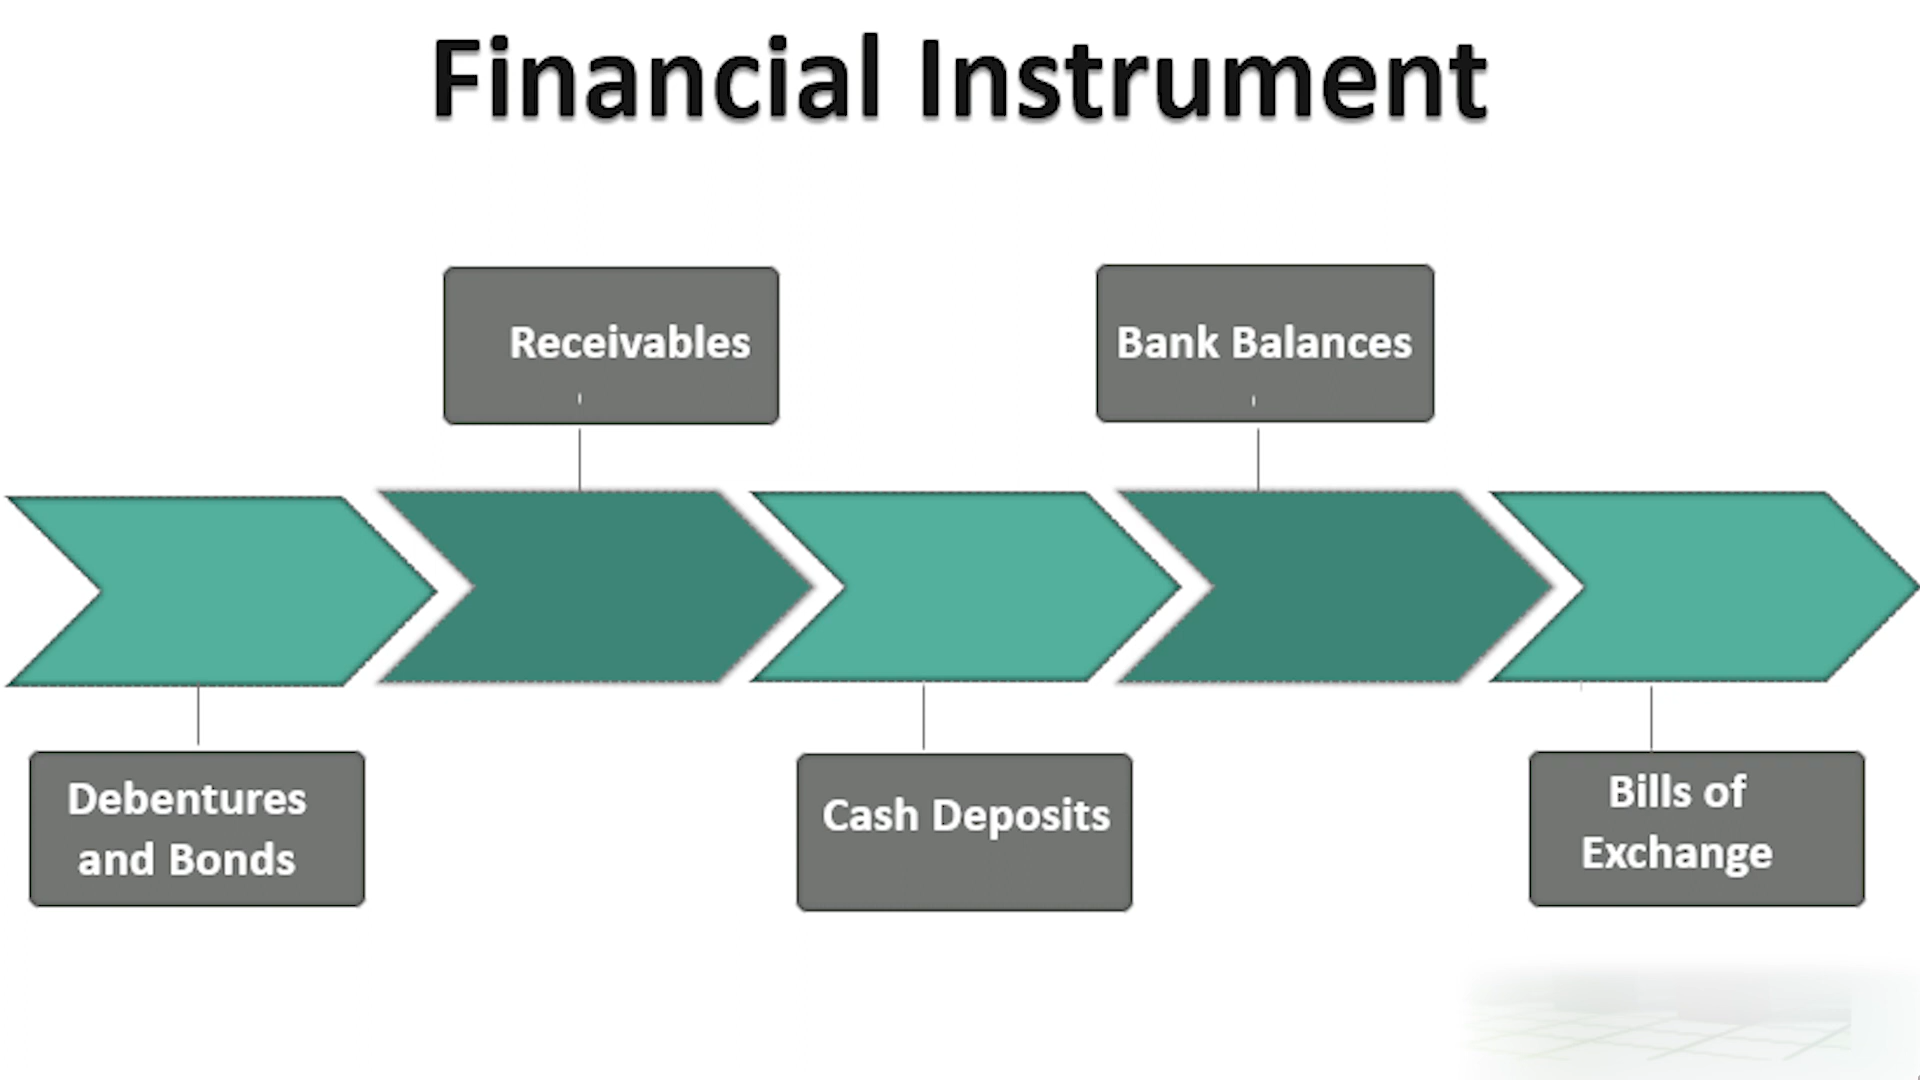 Financial Instrument
Receivables
Bank Balances
Debentures
and Bonds
Cash Deposits
Bills of
Exchange